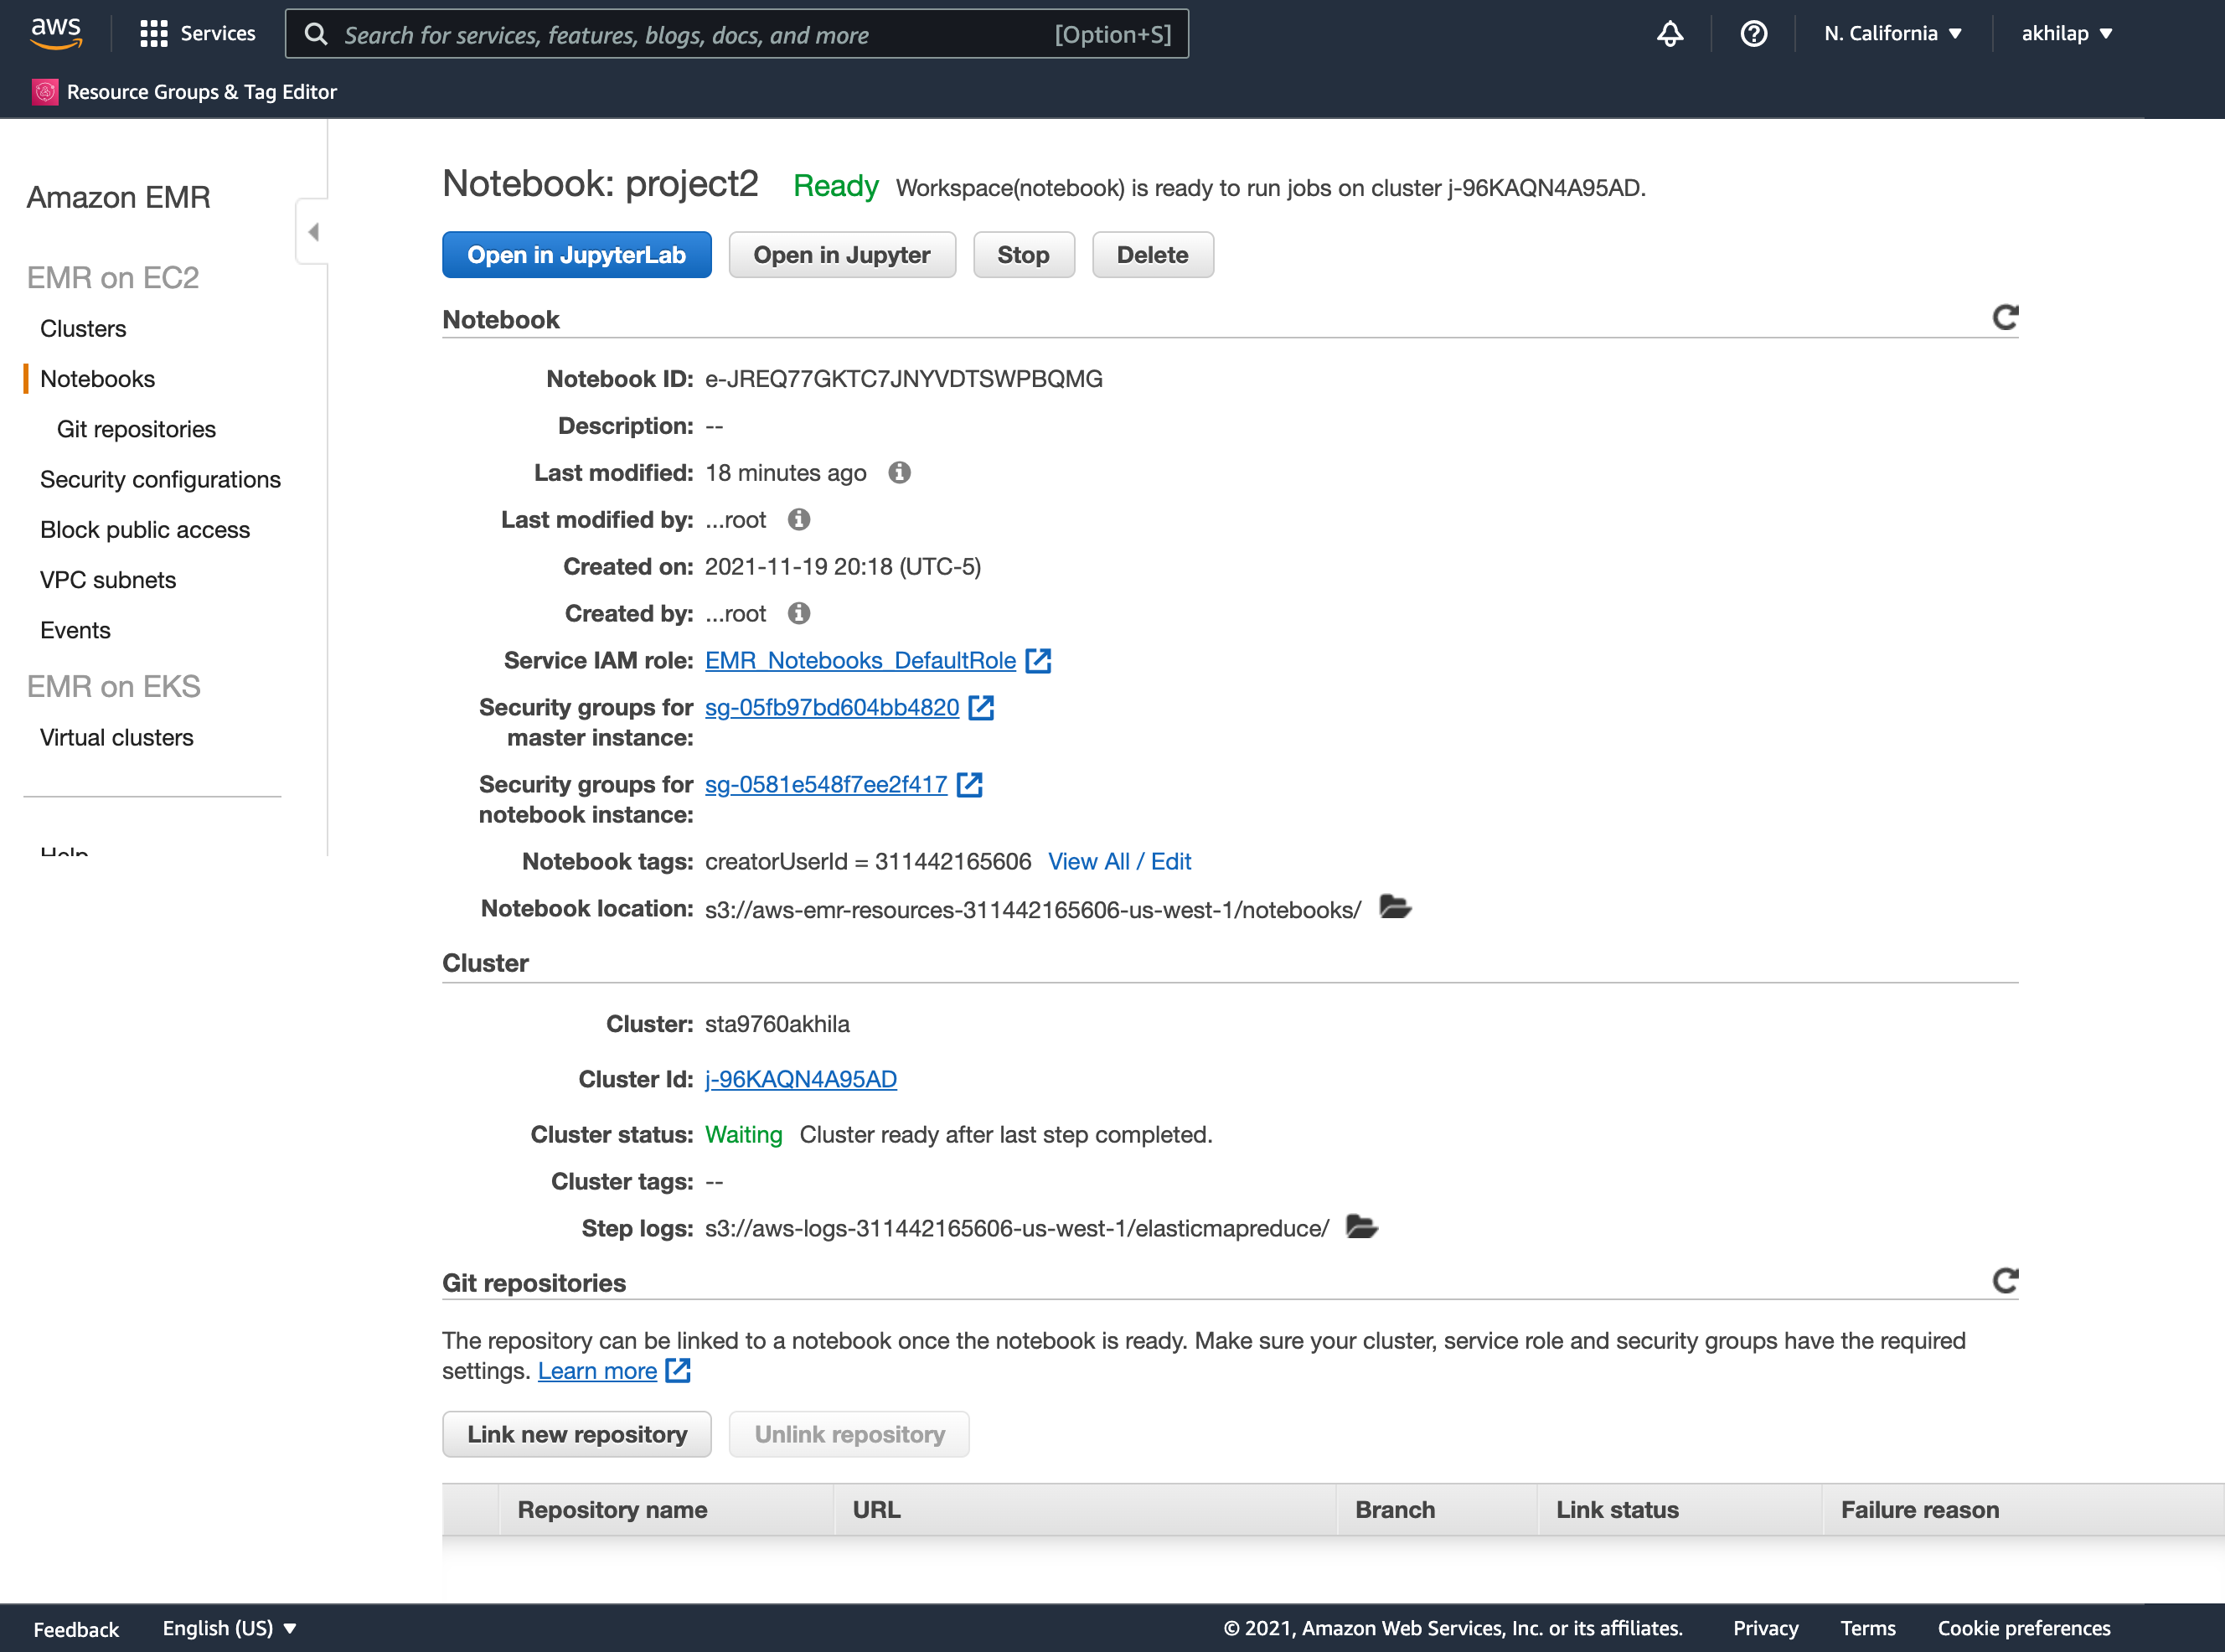 aws
Services
Search for services, features, blogs, docs, and more
[Option+S]
N. California
akhilap
Resource Groups & Tag Editor
Amazon EMR
EMR on EC2
Clusters
Notebooks
Git repositories
Security configurations
Block public access
VPC subnets
Events
EMR on EKS
Virtual clusters
Help
Notebook: project2 Ready Workspace(notebook) is ready to run jobs on cluster j-96KAQN4A95AD.
Open in JupyterLab Open in Jupyter Stop Delete
Notebook
Notebook ID: e-JREQ77GKTC7JNYVDTSWPBQMG
Description: --
Last modified: 18 minutes ago
Last modified by: ...root
Created on: 2021-11-19 20:18 (UTC-5)
Created by: ...root
Service IAM role: EMR_Notebooks_DefaultRole
Security groups for sg-05fb97bd604bb4820
master instance:
Security groups for sg-0581e548f7ee2f417
notebook instance:
Notebook tags: creatorUserId = 311442165606 View All / Edit
Notebook location: s3://aws-emr-resources-311442165606-us-west-1/notebooks/
Cluster
Cluster: sta9760akhila
Cluster Id: j-96KAQN4A95AD
Cluster status: Waiting Cluster ready after last step completed.
Cluster tags: --
Step logs: s3://aws-logs-311442165606-us-west-1/elasticmapreduce/
Git repositories
The repository can be linked to a notebook once the notebook is ready. Make sure your cluster, service role and security groups have the required
settings. Learn more
Link new repository Unlink repository
Repository name URL Branch Link status Failure reason
Feedback English (US) © 2021, Amazon Web Services, Inc. or its affiliates. Privacy Terms Cookie preferences